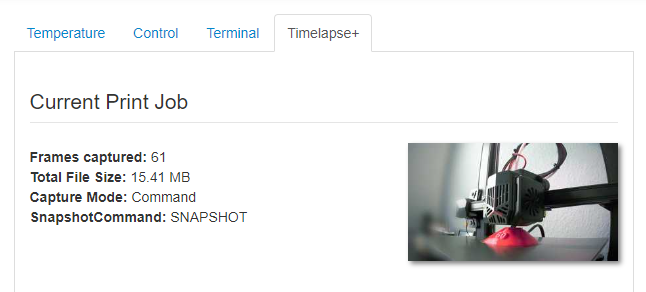 Temperature
Control
Terminal
Timelapse+
Current Print Job
Frames captured: 61
Total File Size: 15.41 MB
Capture Mode: Command
SnapshotCommand: SNAPSHOT